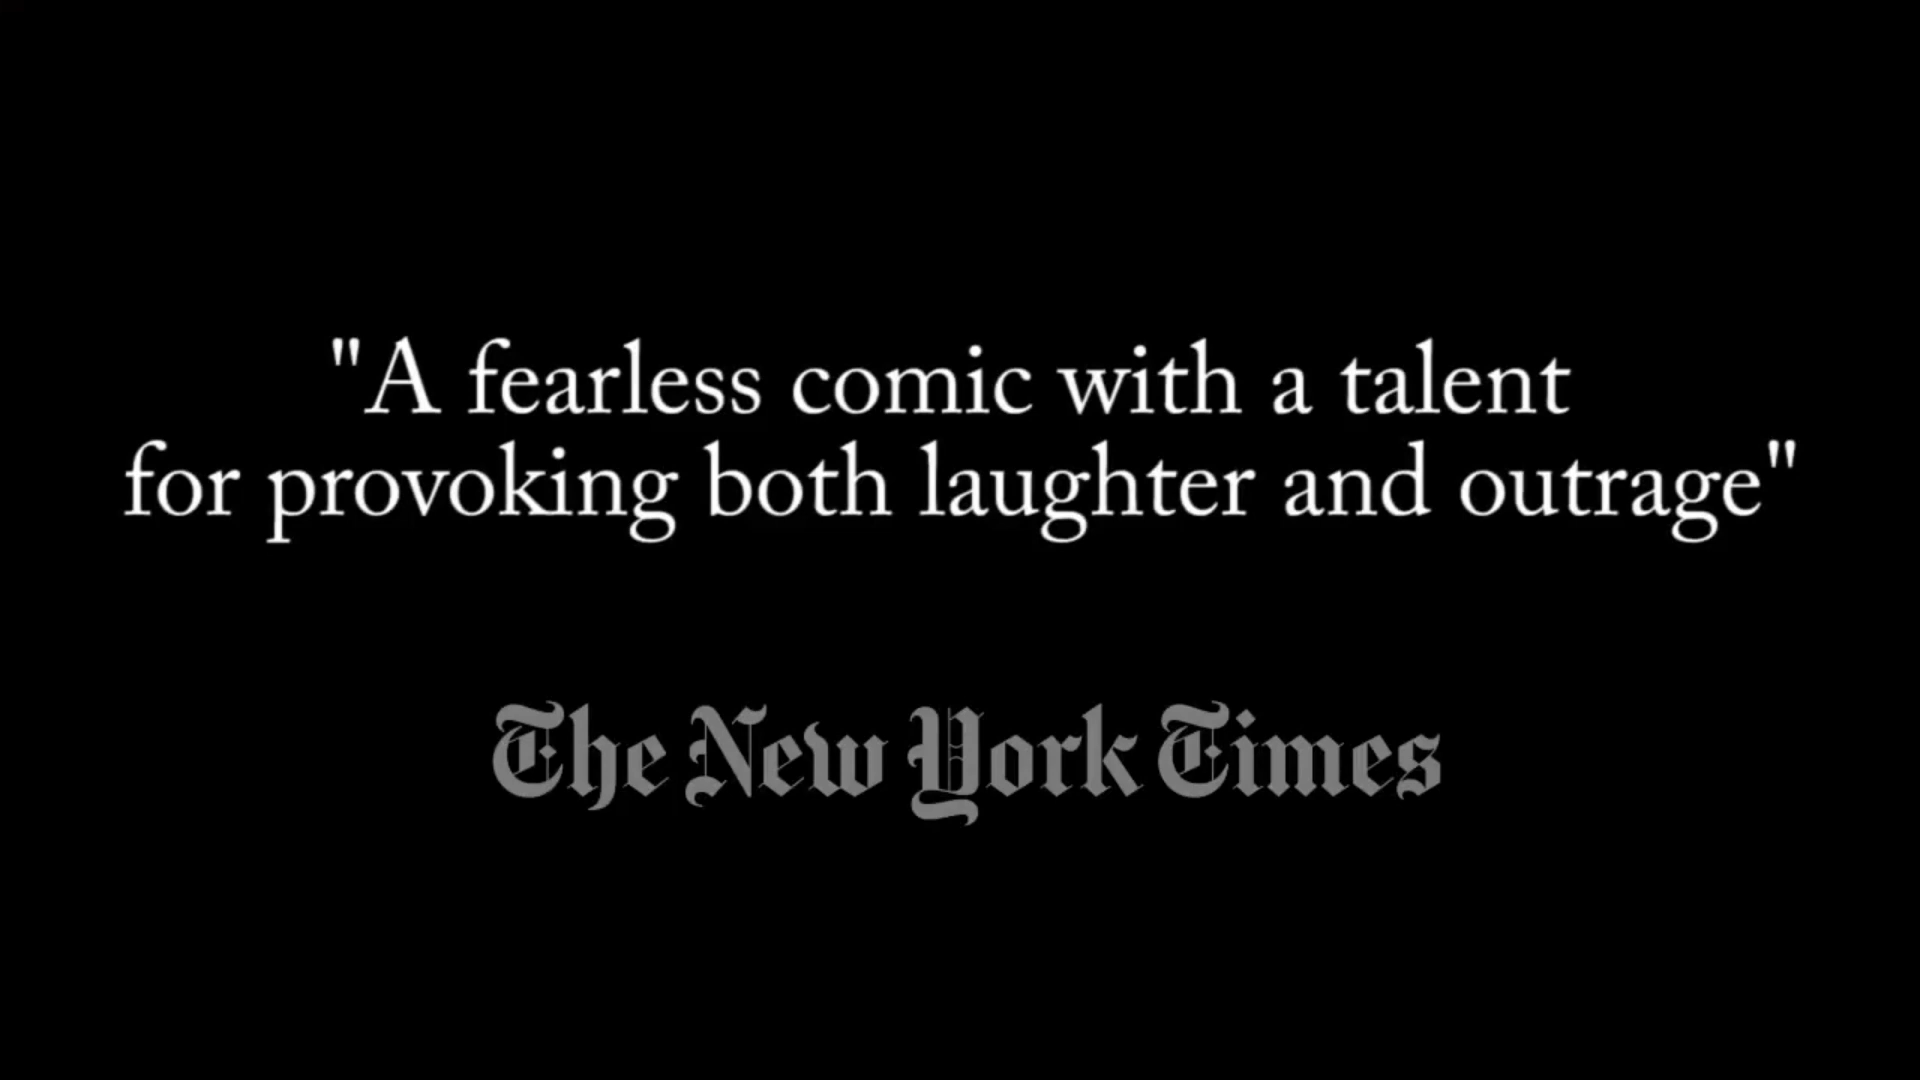 "A fearless comic with a talent
for provoking both laughter and outrage"
The New York Times